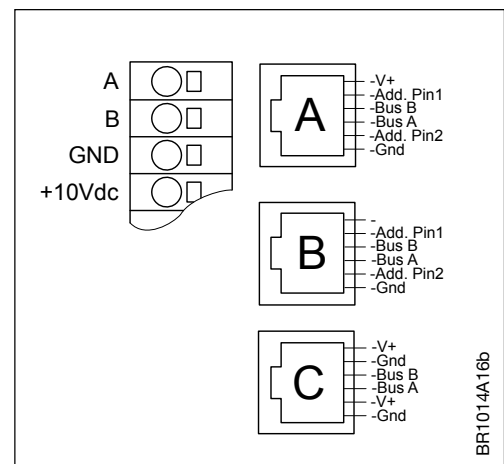 A
B
GND
+10Vdc
A
-V+
-Add. Pin1
-Bus B
-Bus A
-Add. Pin2
-Gnd
B
-
-Add. Pin1
-Bus B
-Bus A
-Add. Pin2
-Gnd
C
-V+
-Gnd
-Bus B
-Bus A
-V+
-Gnd
BR1014A16b